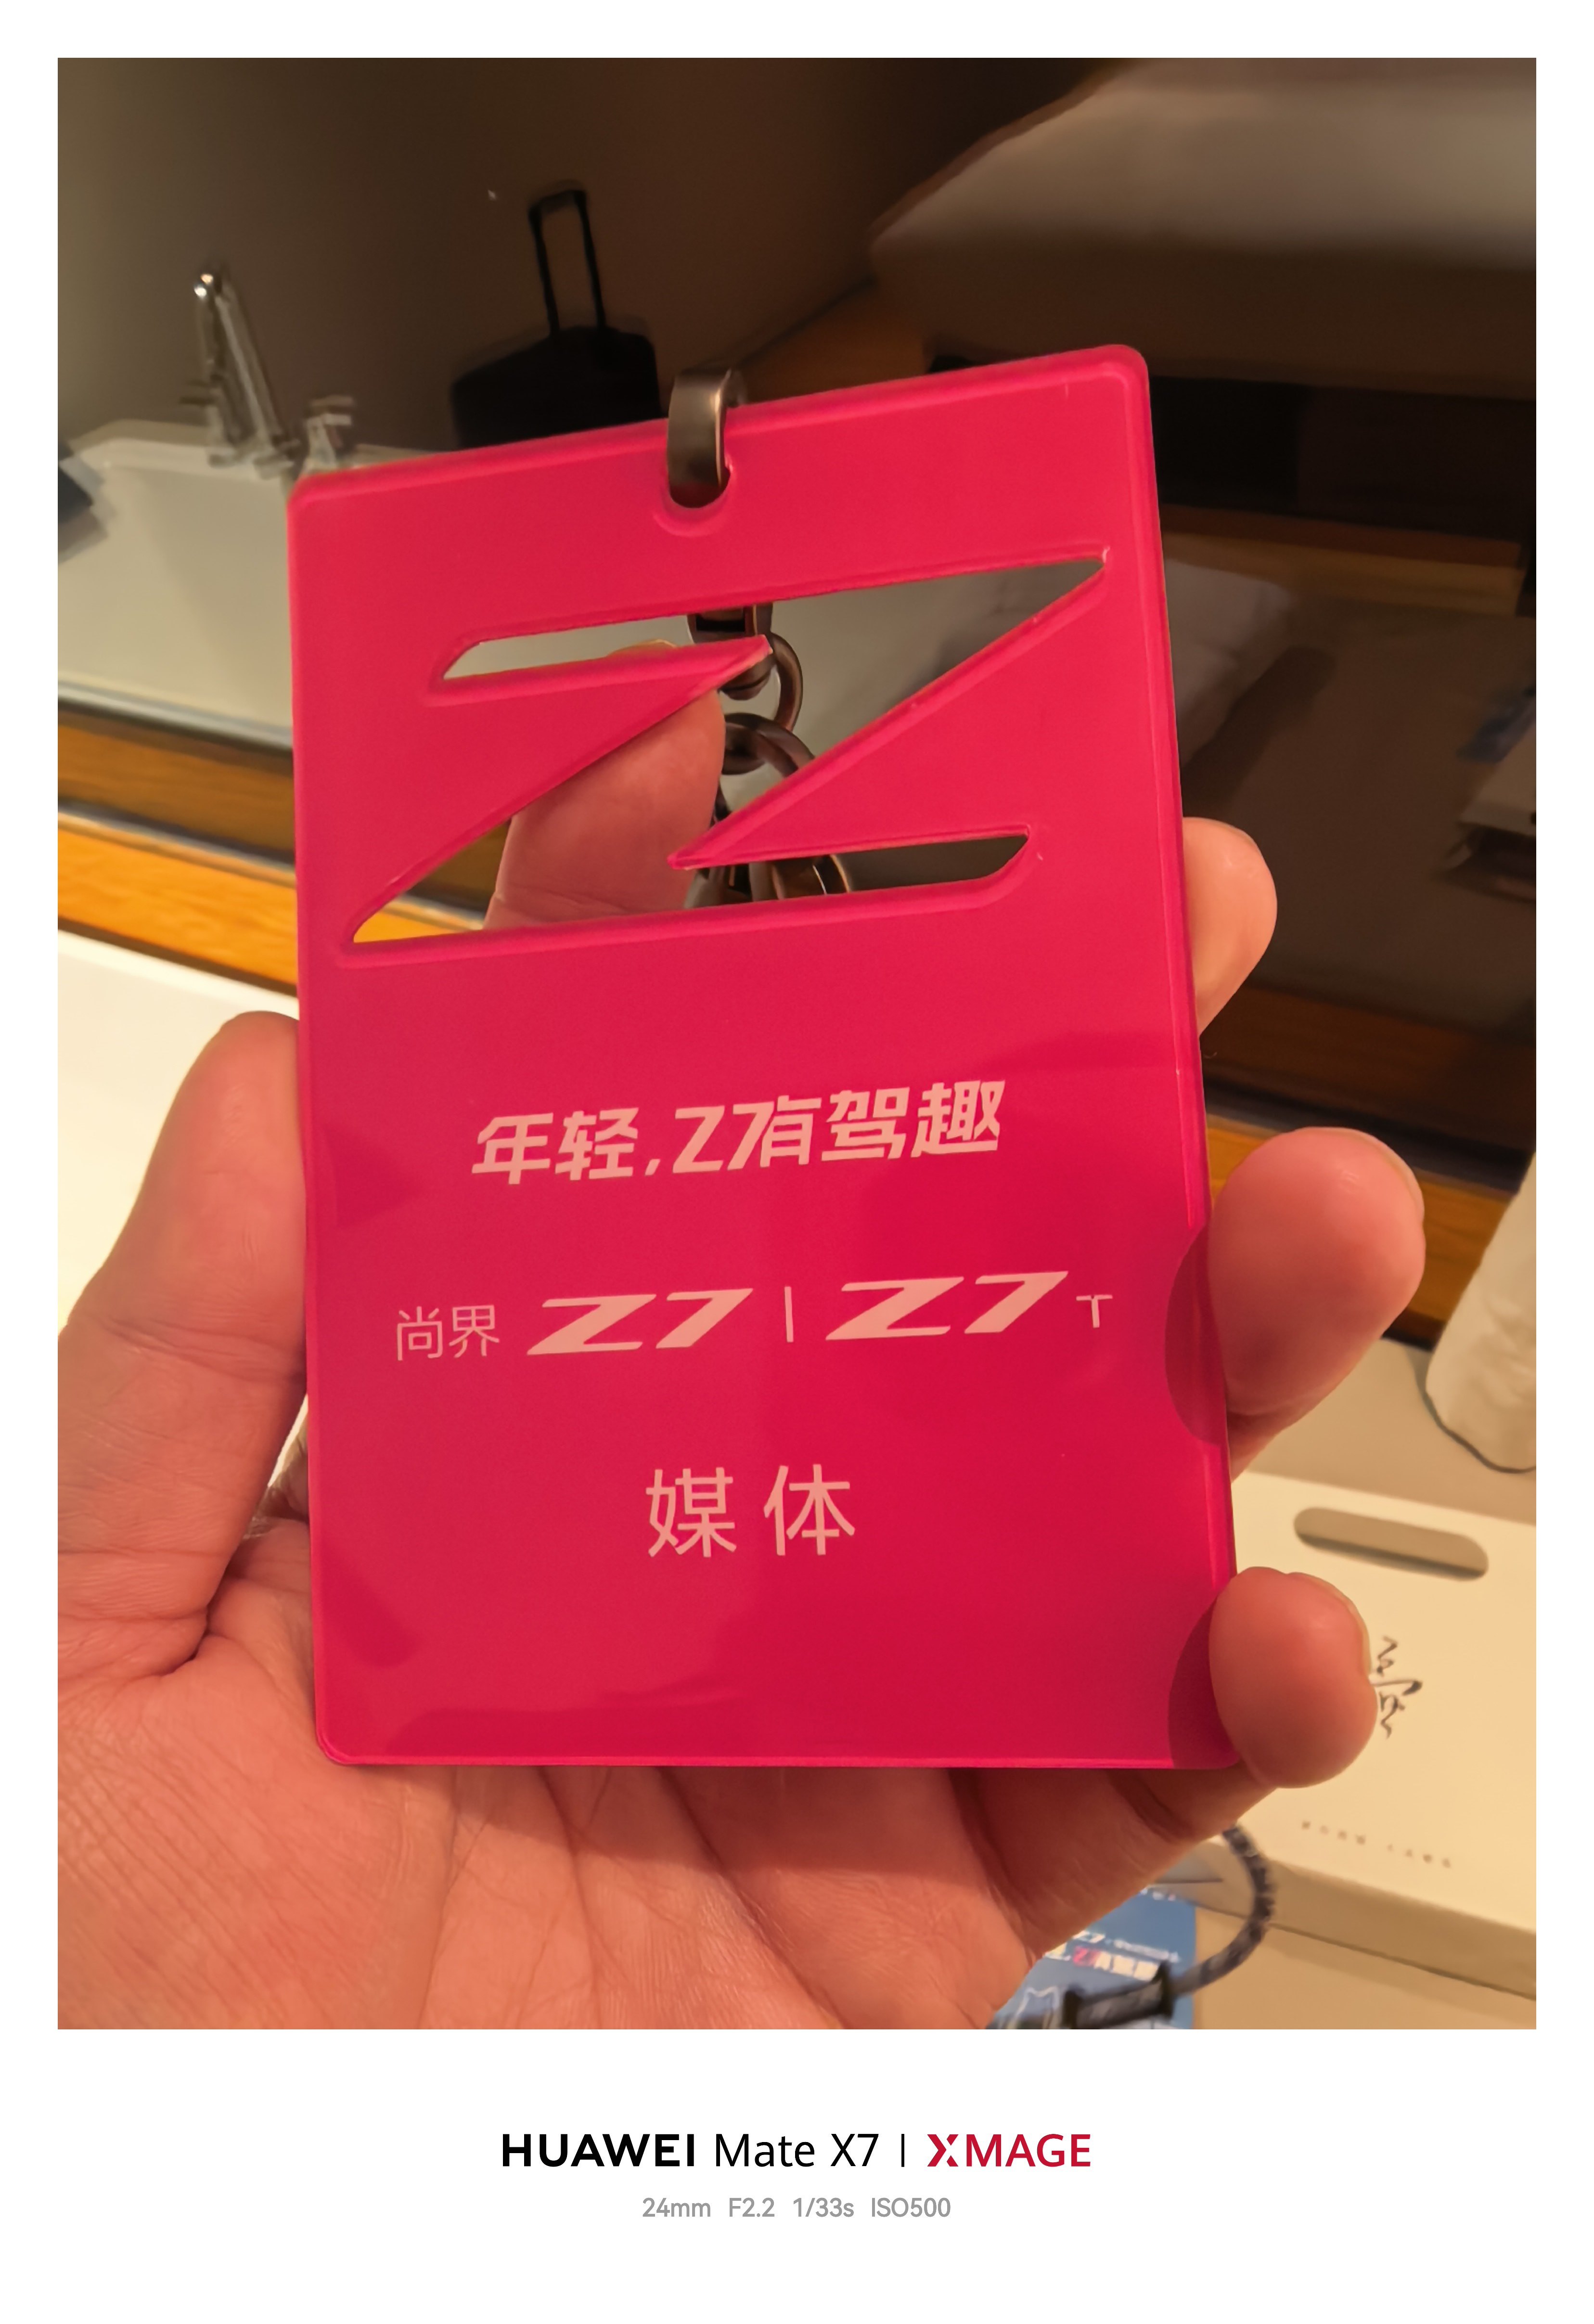 年轻,Z7有驾趣
尚界 Z7 | Z7 T
媒体
HUAWEI Mate X7 | XMAGE
24mm F2.2 1/33s ISO500